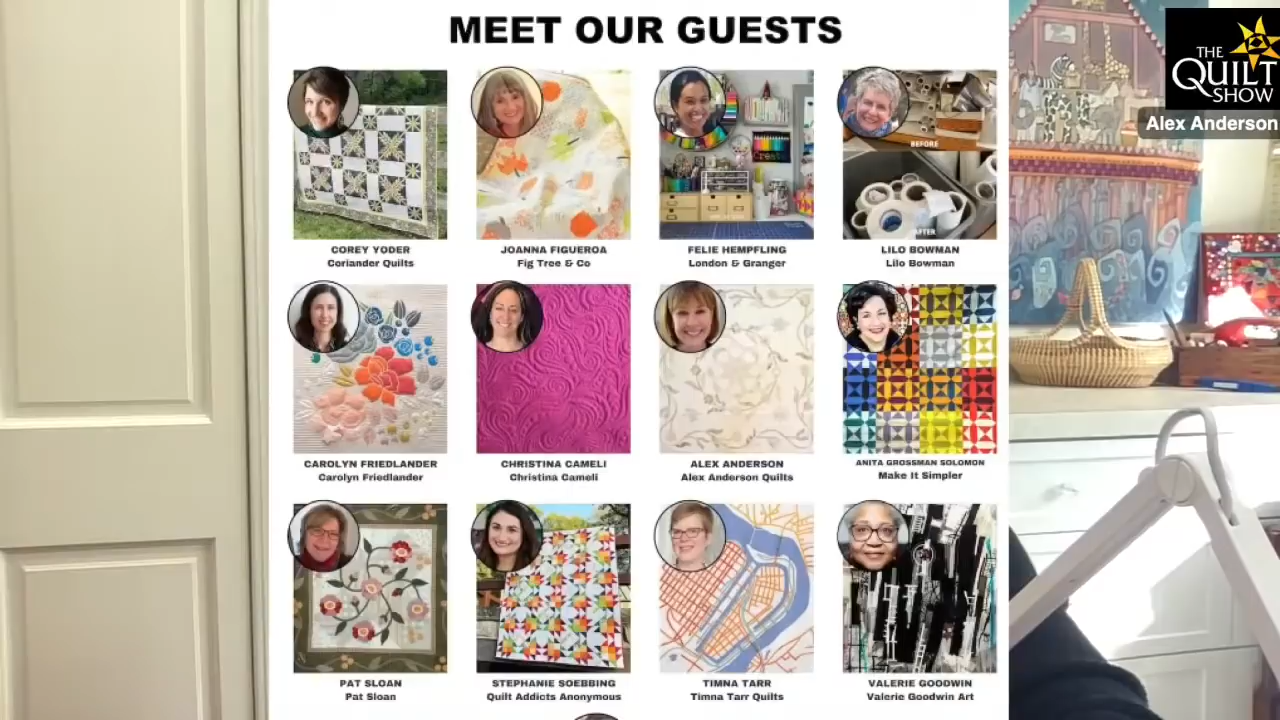 MEET OUR GUESTS
THE
QUILT
SHOW
Alex Anderson
BEFORE
AFTER
COREY YODER
Coriander Quilts
JOANNA FIGUEROA
Fig Tree & Co
FELIE HEMPFLING
London & Granger
LILO BOWMAN
Lilo Bowman
CAROLYN FRIEDLANDER
Carolyn Friedlander
CHRISTINA CAMELI
Christina Cameli
ALEX ANDERSON
Alex Anderson Quilts
ANITA GROSSMAN SOLOMON
Make It Simpler
PAT SLOAN
Pat Sloan
STEPHANIE SOEBBING
Quilt Addicts Anonymous
TIMNA TARR
Timna Tarr Quilts
VALERIE GOODWIN
Valerie Goodwin Art